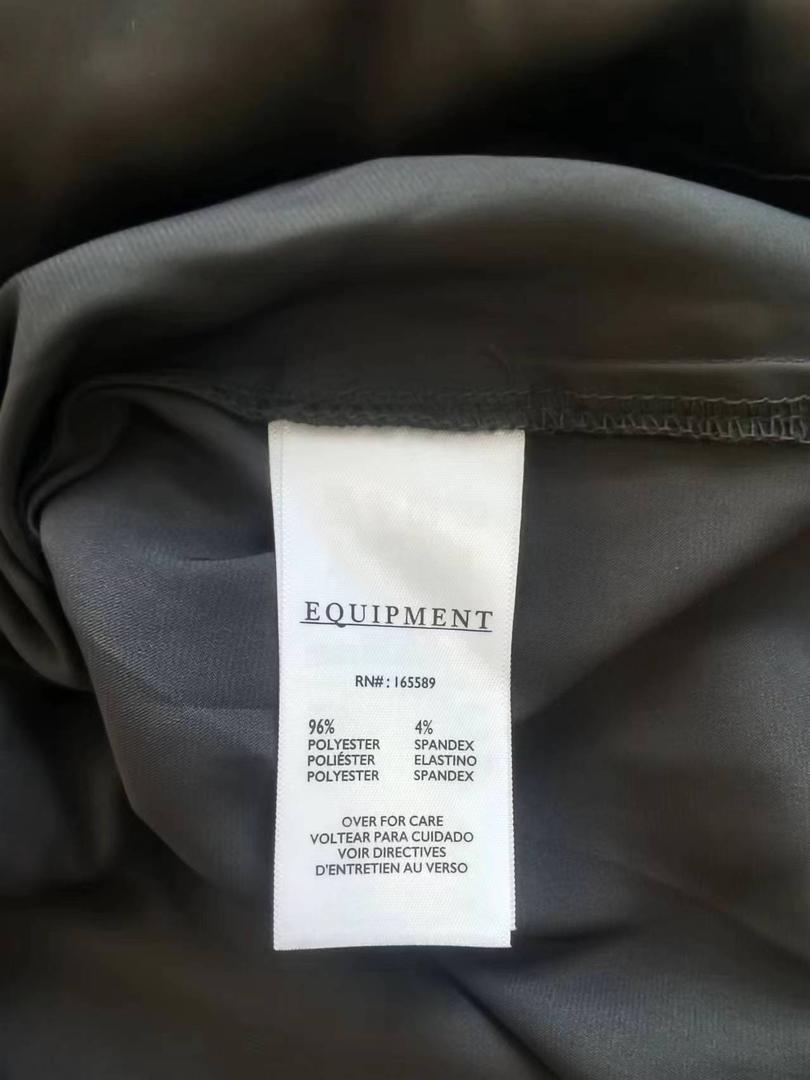 EQUIPMENT
RN#: 165589
96% 4%
POLYESTER SPANDEX
POLIÉSTER ELASTINO
POLYESTER SPANDEX
OVER FOR CARE
VOLTEAR PARA CUIDADO
VOIR DIRECTIVES
D'ENTRETIEN AU VERSO